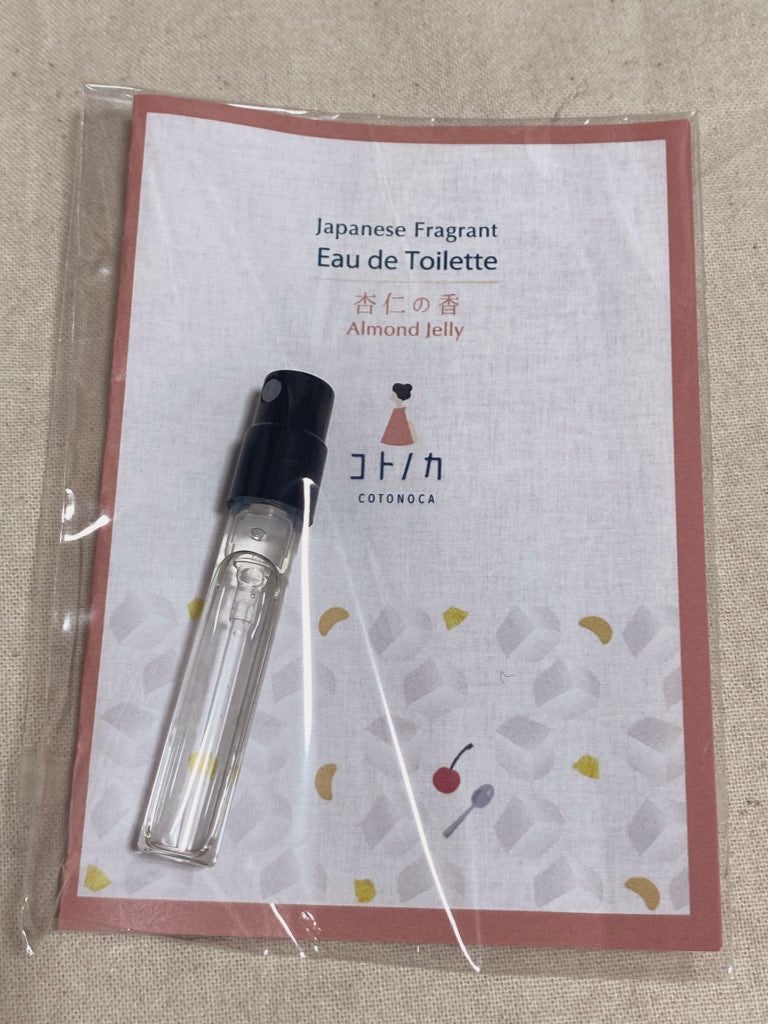 Japanese Fragrant
Eau de Toilette
杏仁の香
Almond Jelly
コトノカ
COTONOCA